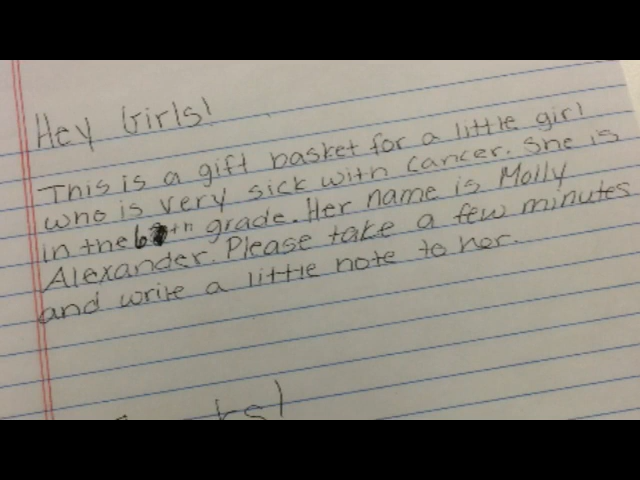 Hey Girls!
This is a gift basket for a little girl
who is very sick with cancer. She is
in the 6th grade. Her name is Molly
Alexander. Please take a few minutes
and write a little note to her.